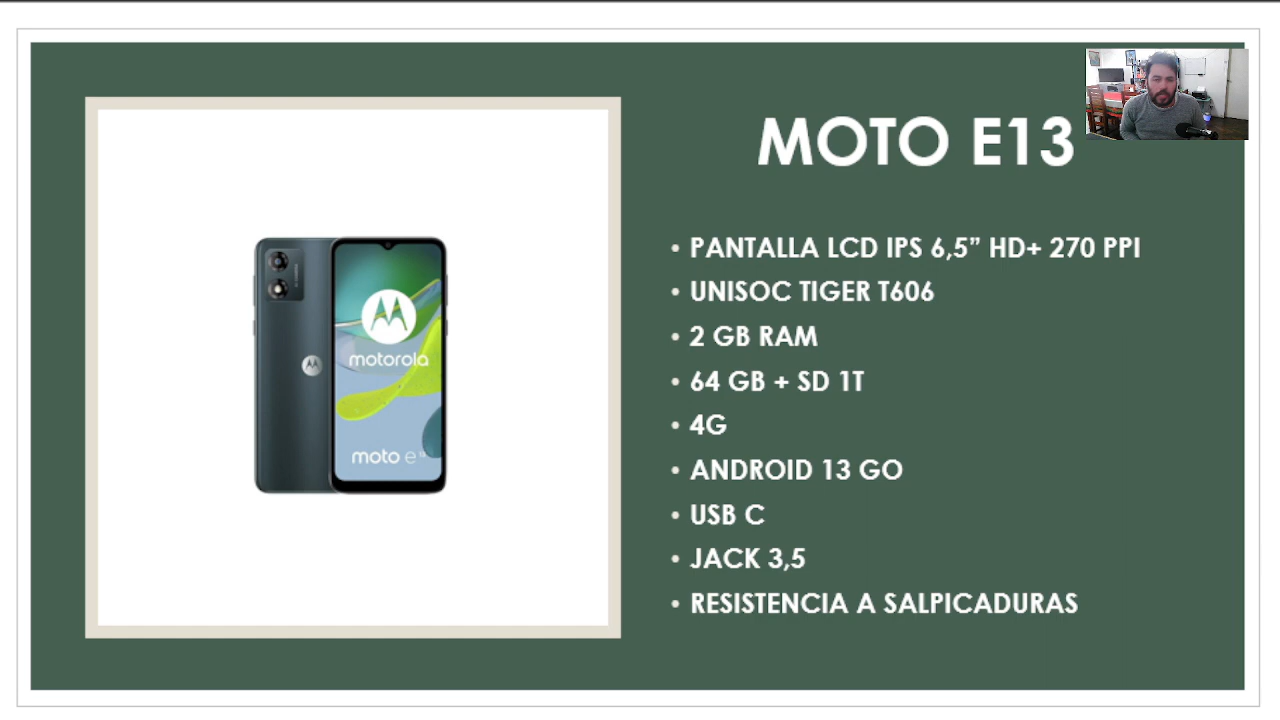 MOTO E13
• PANTALLA LCD IPS 6,5” HD+ 270 PPI
• UNISOC TIGER T606
• 2 GB RAM
• 64 GB + SD 1T
• 4G
• ANDROID 13 GO
• USB C
• JACK 3,5
• RESISTENCIA A SALPICADURAS
motorola
moto e13